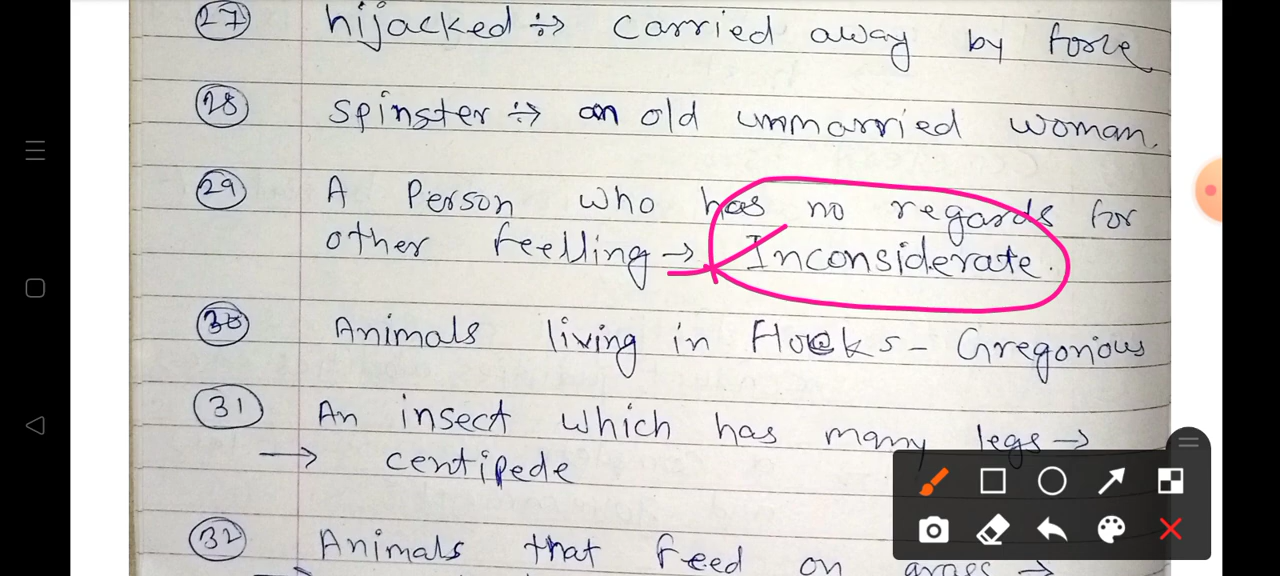 27 hijacked ÷> carried away by force
28 spinster ÷> an old unmarried woman.
29 A Person who has no regards for
other feelling → Inconsiderate.
30 Animals living in Flocks - Gregorious
31 An insect which has many legs →
→ centipede
32 Animals that feed on grass →